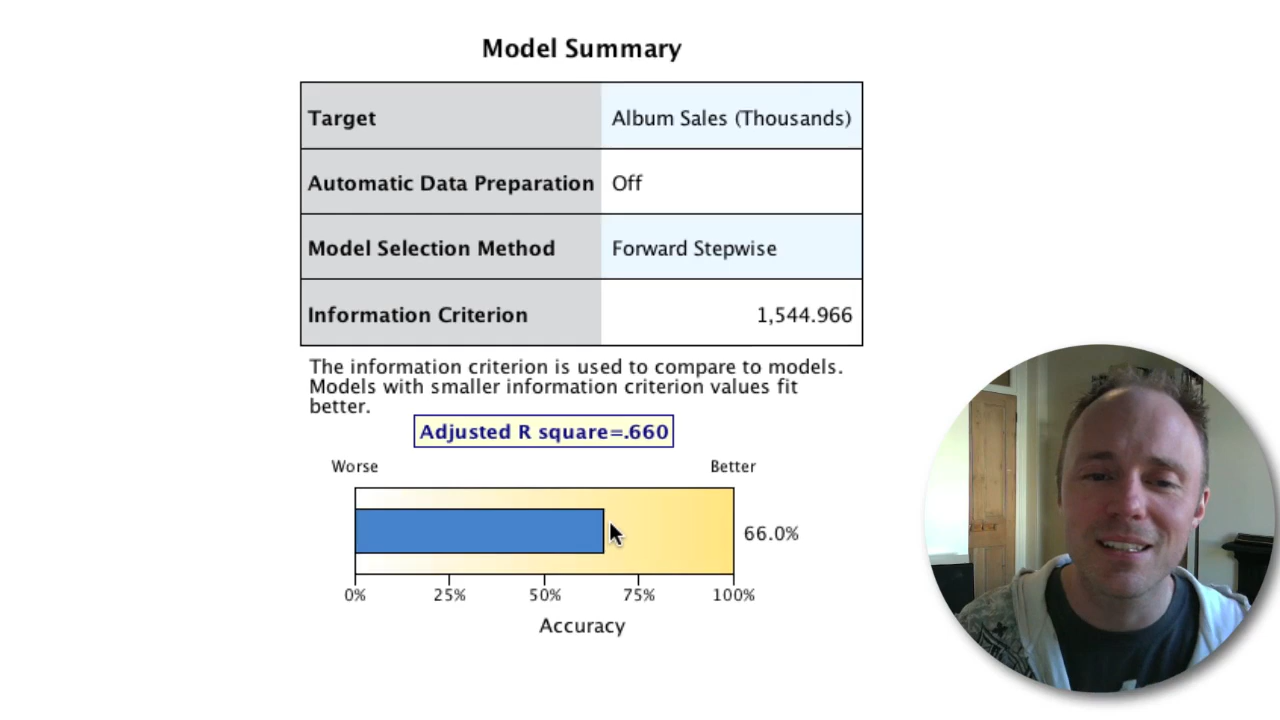 Model Summary
Target Album Sales (Thousands)
Automatic Data Preparation Off
Model Selection Method Forward Stepwise
Information Criterion 1,544.966
The information criterion is used to compare to models.
Models with smaller information criterion values fit
better.
Adjusted R square=.660
Worse Better
66.0%
0% 25% 50% 75% 100%
Accuracy